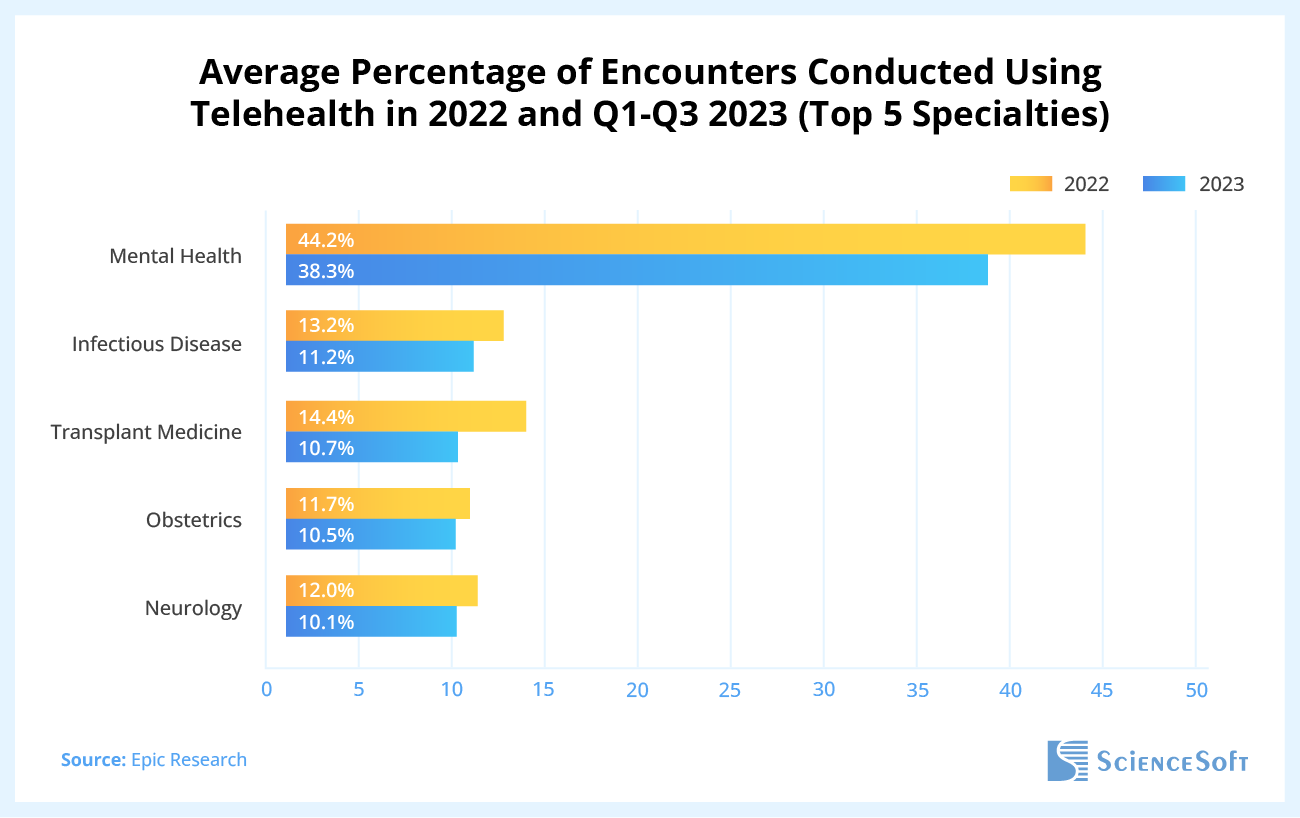 Average Percentage of Encounters Conducted Using
Telehealth in 2022 and Q1-Q3 2023 (Top 5 Specialties)
2022
2023
Mental Health
44.2%
38.3%
Infectious Disease
13.2%
11.2%
Transplant Medicine
14.4%
10.7%
Obstetrics
11.7%
10.5%
Neurology
12.0%
10.1%
0 5 10 15 20 25 30 35 40 45 50
Source: Epic Research
ScienceSoft